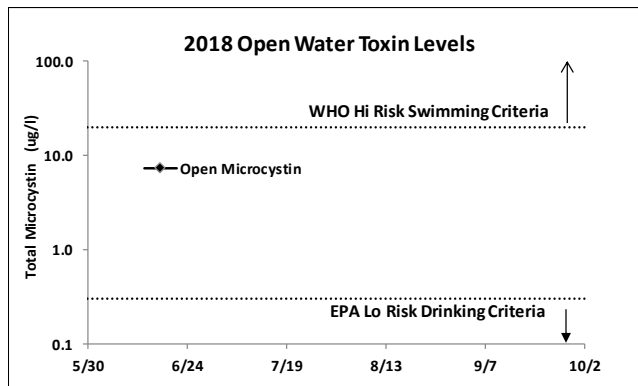 2018 Open Water Toxin Levels
100.0
WHO Hi Risk Swimming Criteria
10.0
Open Microcystin
Total Microcystin (ug/l)
1.0
EPA Lo Risk Drinking Criteria
0.1
5/30 6/24 7/19 8/13 9/7 10/2